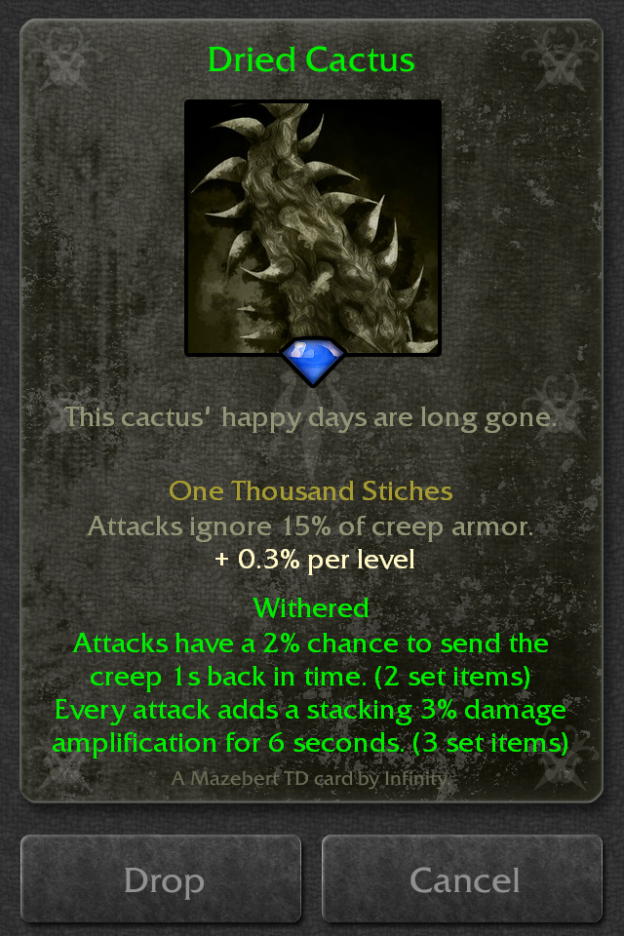 Dried Cactus
This cactus' happy days are long gone.
One Thousand Stiches
Attacks ignore 15% of creep armor.
+ 0.3% per level
Withered
Attacks have a 2% chance to send the
creep 1s back in time. (2 set items)
Every attack adds a stacking 3% damage
amplification for 6 seconds. (3 set items)
A Mazebert TD card by Infinity
Drop
Cancel